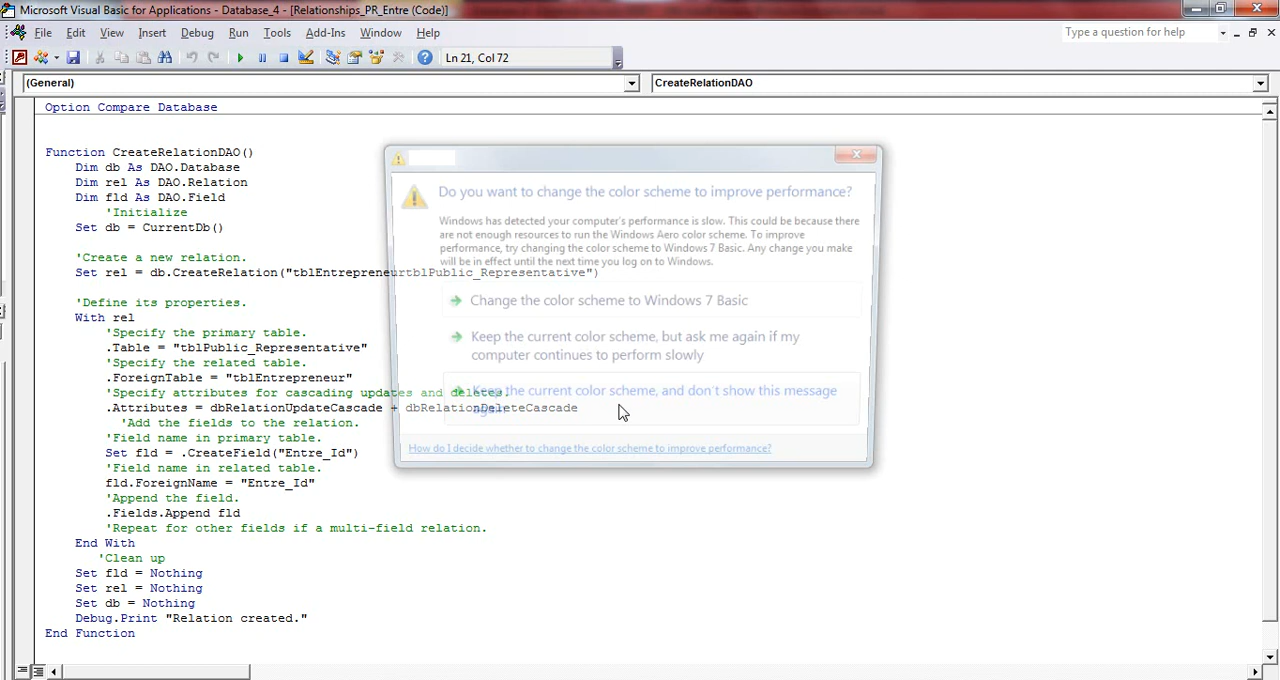 Microsoft Visual Basic for Applications - Database_4 - [Relationships_PR_Entre (Code)]
File Edit View Insert Debug Run Tools Add-Ins Window Help
Type a question for help
Ln 21, Col 72
(General)
CreateRelationDAO
Option Compare Database
Function CreateRelationDAO()
Dim db As DAO.Database
Dim rel As DAO.Relation
Dim fld As DAO.Field
'Initialize
Set db = CurrentDb()
'Create a new relation.
Set rel = db.CreateRelation("tblEntrepreneurtblPublic_Representative")
'Define its properties.
With rel
'Specify the primary table.
.Table = "tblPublic_Representative"
'Specify the related table.
.ForeignTable = "tblEntrepreneur"
'Specify attributes for cascading updates and deletes.
.Attributes = dbRelationUpdateCascade + dbRelationDeleteCascade
'Add the fields to the relation.
'Field name in primary table.
Set fld = .CreateField("Entre_Id")
'Field name in related table.
fld.ForeignName = "Entre_Id"
'Append the field.
.Fields.Append fld
'Repeat for other fields if a multi-field relation.
End With
'Clean up
Set fld = Nothing
Set rel = Nothing
Set db = Nothing
Debug.Print "Relation created."
End Function
Do you want to change the color scheme to improve performance?
Windows has detected your computer's performance is slow. This could be because there
are not enough resources to run the Windows Aero color scheme. To improve
performance, try changing the color scheme to Windows 7 Basic. Any change you make
will be in effect until the next time you log on to Windows.
Change the color scheme to Windows 7 Basic
Keep the current color scheme, but ask me again if my
computer continues to perform slowly
Keep the current color scheme, and don't show this message
again
How do I decide whether to change the color scheme to improve performance?